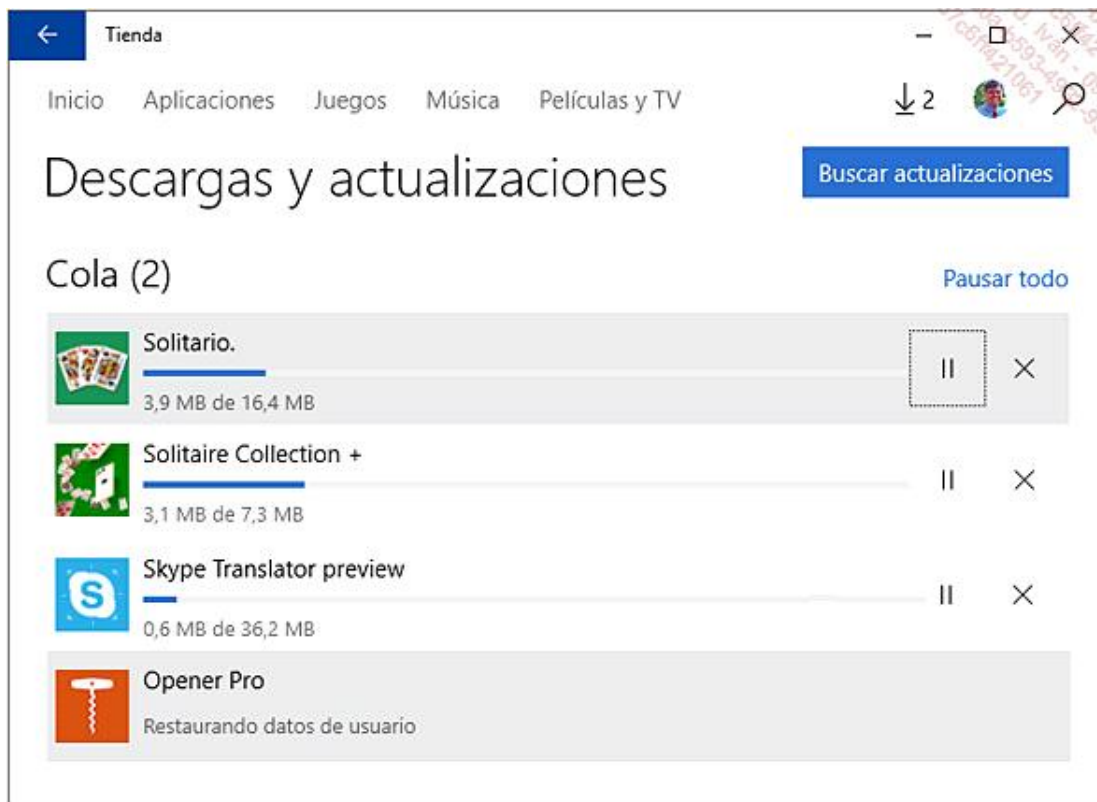 Tienda
Inicio Aplicaciones Juegos Música Películas y TV 2
Descargas y actualizaciones Buscar actualizaciones
Cola (2) Pausar todo
Solitario.
3,9 MB de 16,4 MB
Solitaire Collection +
3,1 MB de 7,3 MB
Skype Translator preview
0,6 MB de 36,2 MB
Opener Pro
Restaurando datos de usuario